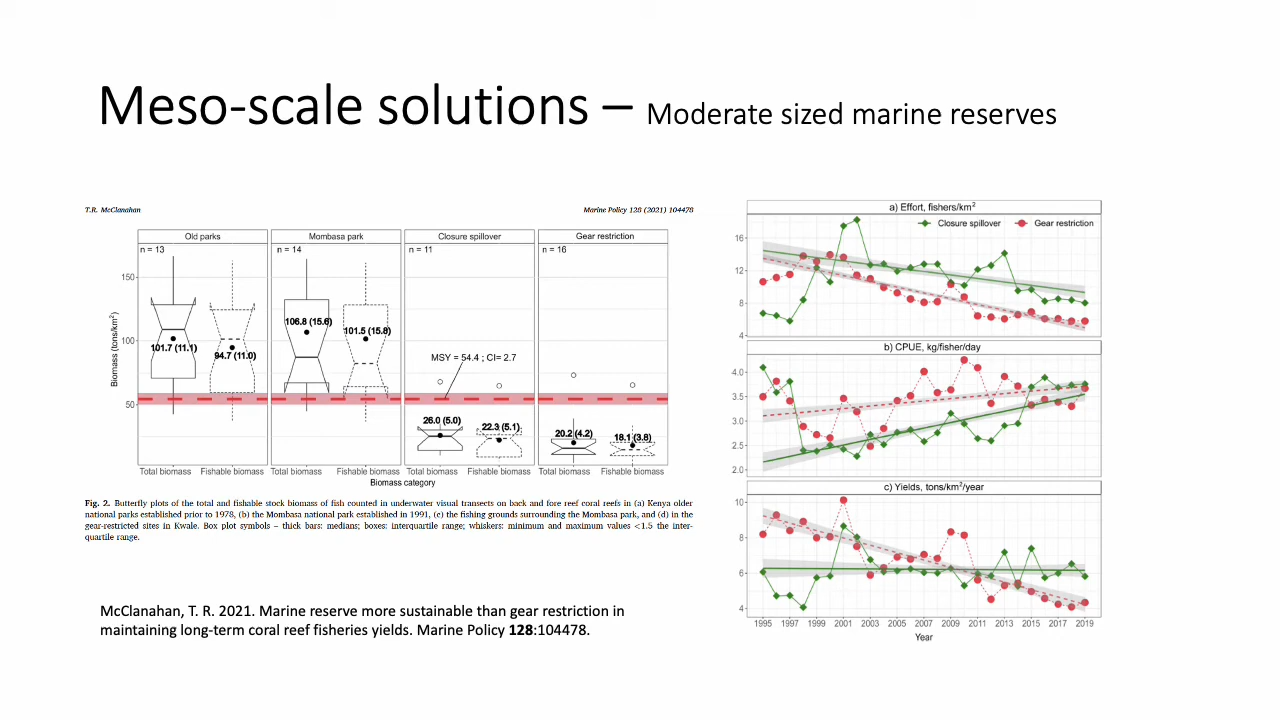 Meso-scale solutions – Moderate sized marine reserves
T.R. McClanahan
Marine Policy 128 (2021) 104478
Old parks
Mombasa park
Closure spillover
Gear restriction
n = 13
n = 14
n = 11
n = 16
Biomass (tons/km²)
150
100
50
101.7 (11.1)
94.7 (11.0)
106.8 (15.6)
101.5 (15.8)
MSY = 54.4 ; CI= 2.7
26.0 (5.0)
22.3 (5.1)
20.2 (4.2)
18.1 (3.8)
Total biomass
Fishable biomass
Total biomass
Fishable biomass
Total biomass
Fishable biomass
Total biomass
Fishable biomass
Biomass category
Fig. 2. Butterfly plots of the total and fishable stock biomass of fish counted in underwater visual transects on back and fore reef coral reefs in (a) Kenya older
national parks established prior to 1978, (b) the Mombasa national park established in 1991, (c) the fishing grounds surrounding the Mombasa park, and (d) in the
gear-restricted sites in Kwale. Box plot symbols – thick bars: medians; boxes: interquartile range; whiskers: minimum and maximum values <1.5 the inter-
quartile range.
McClanahan, T. R. 2021. Marine reserve more sustainable than gear restriction in
maintaining long-term coral reef fisheries yields. Marine Policy 128:104478.
a) Effort, fishers/km²
Closure spillover
Gear restriction
16
12
8
4
b) CPUE, kg/fisher/day
4.0
3.5
3.0
2.5
2.0
c) Yields, tons/km²/year
10
8
6
4
1995 1997 1999 2001 2003 2005 2007 2009 2011 2013 2015 2017 2019
Year